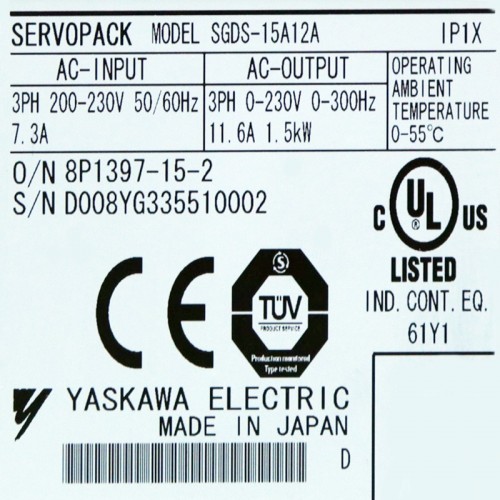 SERVOPACK MODEL SGDS-15A12A IP1X
AC-INPUT AC-OUTPUT OPERATING AMBIENT TEMPERATURE 0-55℃
3PH 200-230V 50/60Hz 3PH 0-230V 0-300Hz
7.3A 11.6A 1.5kW
O/N 8P1397-15-2
S/N D008YG335510002
C UL ® US
LISTED
IND. CONT. EQ.
61Y1
CE
S
TÜV
PRODUCT SERVICE
Production monitored
Type tested
YASKAWA ELECTRIC
MADE IN JAPAN
D